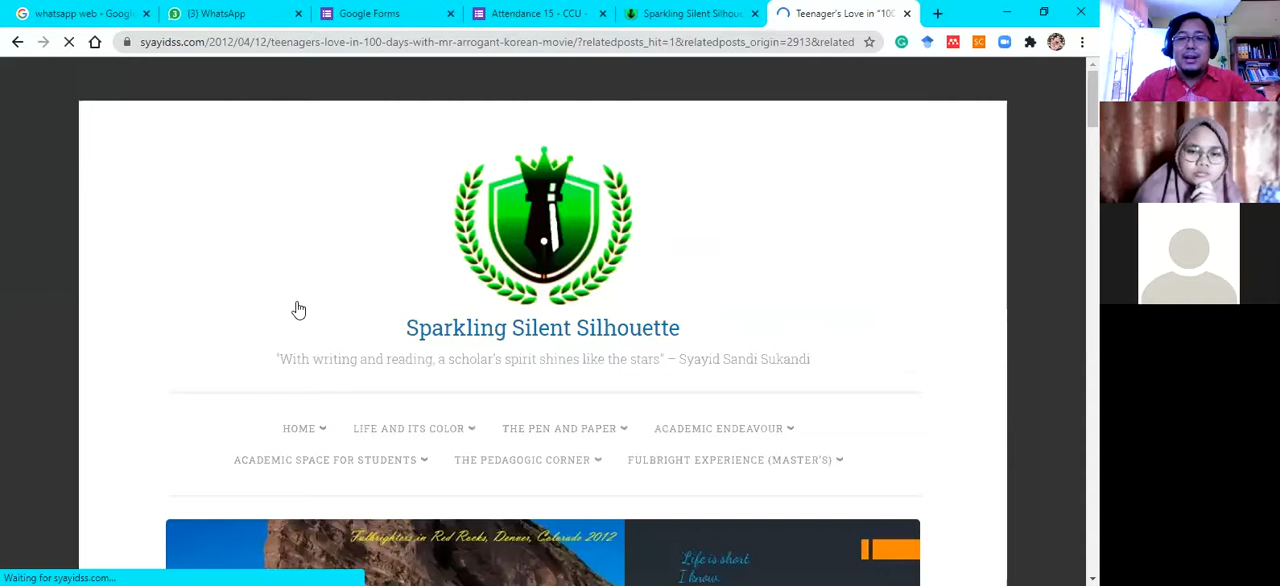 whatsapp web - Google
(3) WhatsApp
Google Forms
Attendance 15 - CCU -
Sparkling Silent Silhoue
Teenager's Love in "100
syayidss.com/2012/04/12/teenagers-love-in-100-days-with-mr-arrogant-korean-movie/?relatedposts_hit=1&relatedposts_origin=2913&related
Sparkling Silent Silhouette
"With writing and reading, a scholar's spirit shines like the stars" – Syayid Sandi Sukandi
HOME LIFE AND ITS COLOR THE PEN AND PAPER ACADEMIC ENDEAVOUR
ACADEMIC SPACE FOR STUDENTS THE PEDAGOGIC CORNER FULBRIGHT EXPERIENCE (MASTER'S)
Fulbrighters in Red Rocks, Denver, Colorado 2012
Life is short
I know
Waiting for syayidss.com...